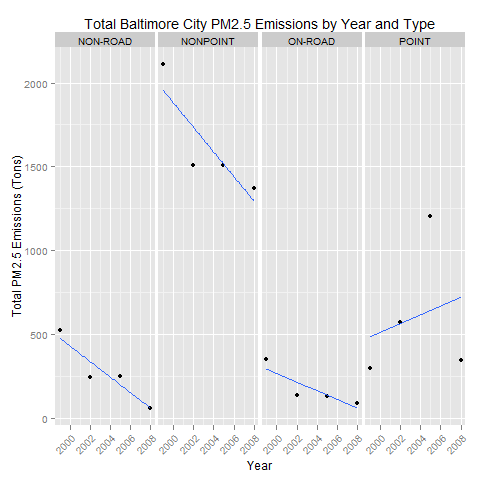 Total Baltimore City PM2.5 Emissions by Year and Type
NON-ROAD NONPOINT ON-ROAD POINT
Total PM2.5 Emissions (Tons)
2000
1500
1000
500
0
2000 2002 2004 2006 2008 2000 2002 2004 2006 2008 2000 2002 2004 2006 2008 2000 2002 2004 2006 2008
Year